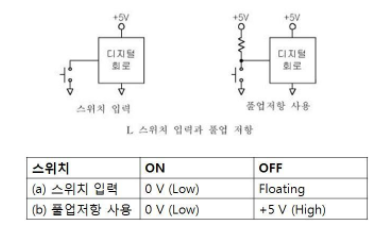 +5V
+5V +5V
디지털
회로
디지털
회로
스위치 입력
풀업저항 사용
L 스위치 입력과 풀업 저항
스위치 ON OFF
(a) 스위치 입력 0 V (Low) Floating
(b) 풀업저항 사용 0 V (Low) +5 V (High)